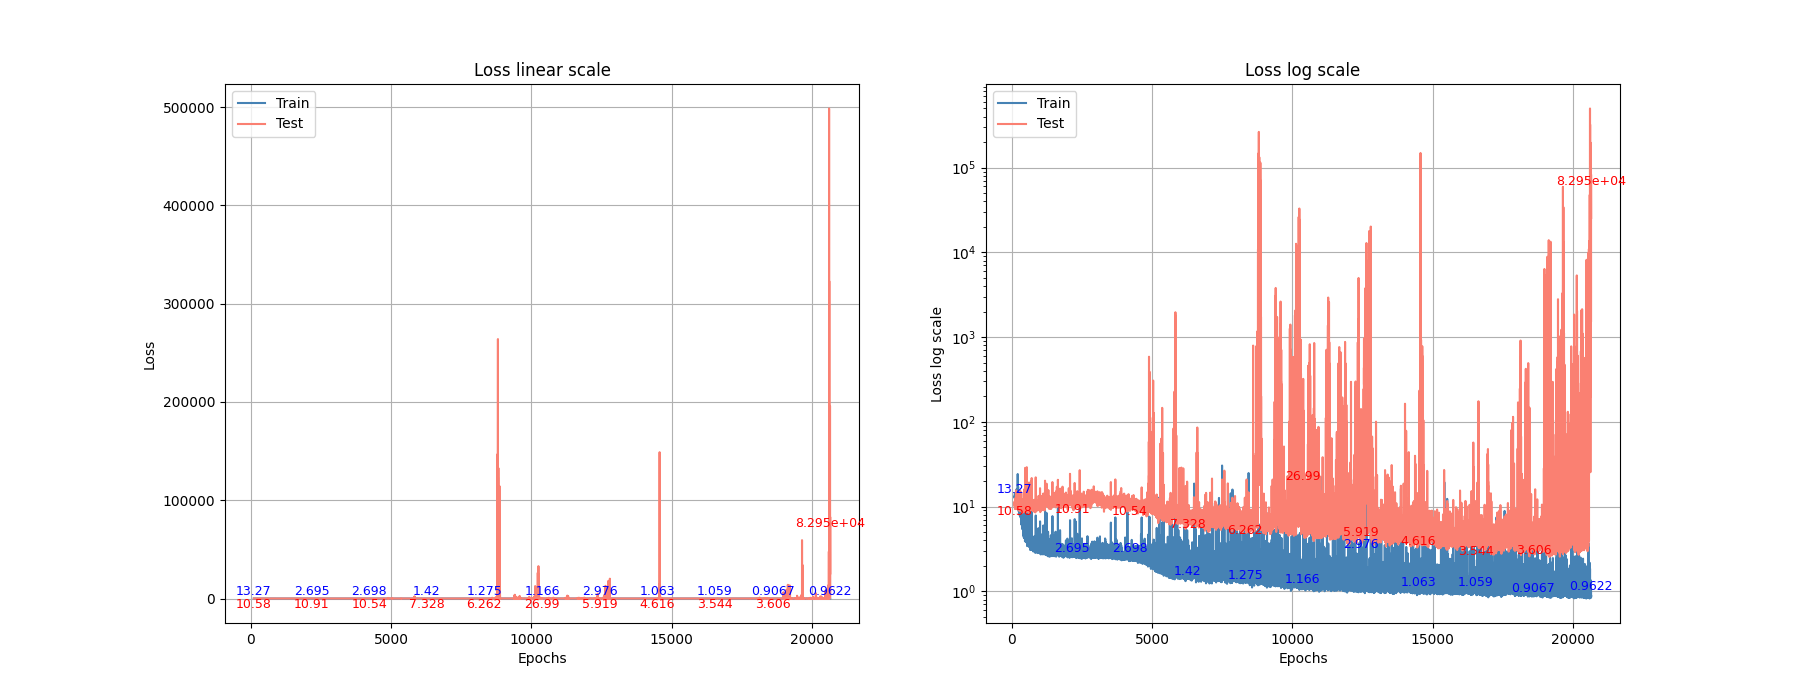 Loss linear scale
Train
Test
500000
400000
300000
200000
100000
0
Loss
8.295e+04
13.27 2.695 2.698 1.42 1.275 1.166 2.976 1.063 1.059 0.9067 0.9622
10.58 10.91 10.54 7.328 6.262 26.99 5.919 4.616 3.544 3.606
0 5000 10000 15000 20000
Epochs
Loss log scale
Train
Test
10^5
10^4
10^3
10^2
10^1
10^0
Loss log scale
8.295e+04
26.99
13.27
10.58 10.91 10.54
7.328 6.262 5.919 4.616 3.544 3.606
2.695 2.698 2.976
1.42 1.275 1.166 1.063 1.059 0.9067 0.9622
0 5000 10000 15000 20000
Epochs